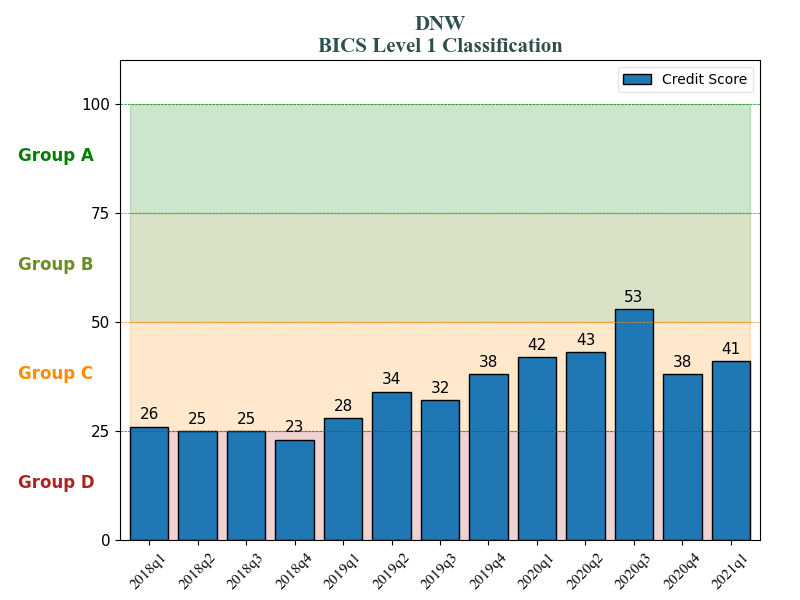 DNW
BICS Level 1 Classification
Credit Score
100
Group A
75
Group B
53
50
43
42
41
38
38
Group C
34
32
28
26
25
25
23
25
Group D
0
2018q1
2018q2
2018q3
2018q4
2019q1
2019q2
2019q3
2019q4
2020q1
2020q2
2020q3
2020q4
2021q1